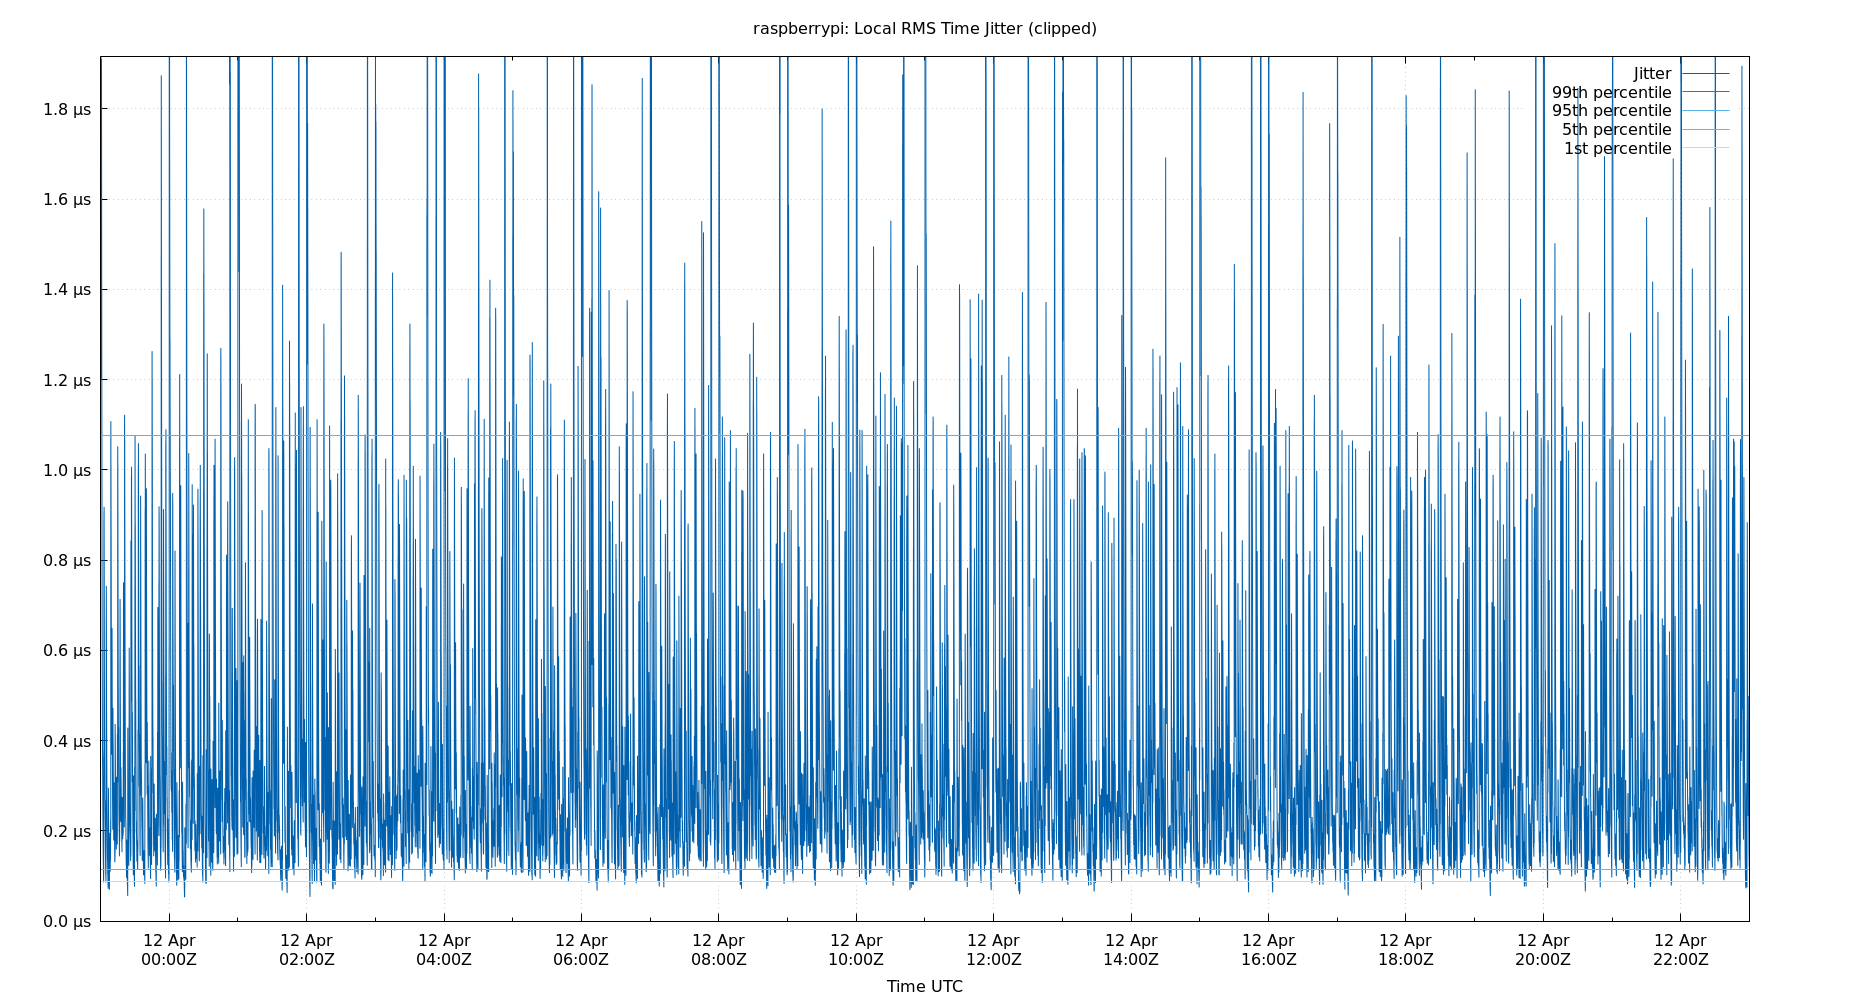 raspberrypi: Local RMS Time Jitter (clipped)
Jitter
99th percentile
95th percentile
5th percentile
1st percentile
1.8 µs
1.6 µs
1.4 µs
1.2 µs
1.0 µs
0.8 µs
0.6 µs
0.4 µs
0.2 µs
0.0 µs
12 Apr 12 Apr 12 Apr 12 Apr 12 Apr 12 Apr 12 Apr 12 Apr 12 Apr 12 Apr 12 Apr 12 Apr
00:00Z 02:00Z 04:00Z 06:00Z 08:00Z 10:00Z 12:00Z 14:00Z 16:00Z 18:00Z 20:00Z 22:00Z
Time UTC